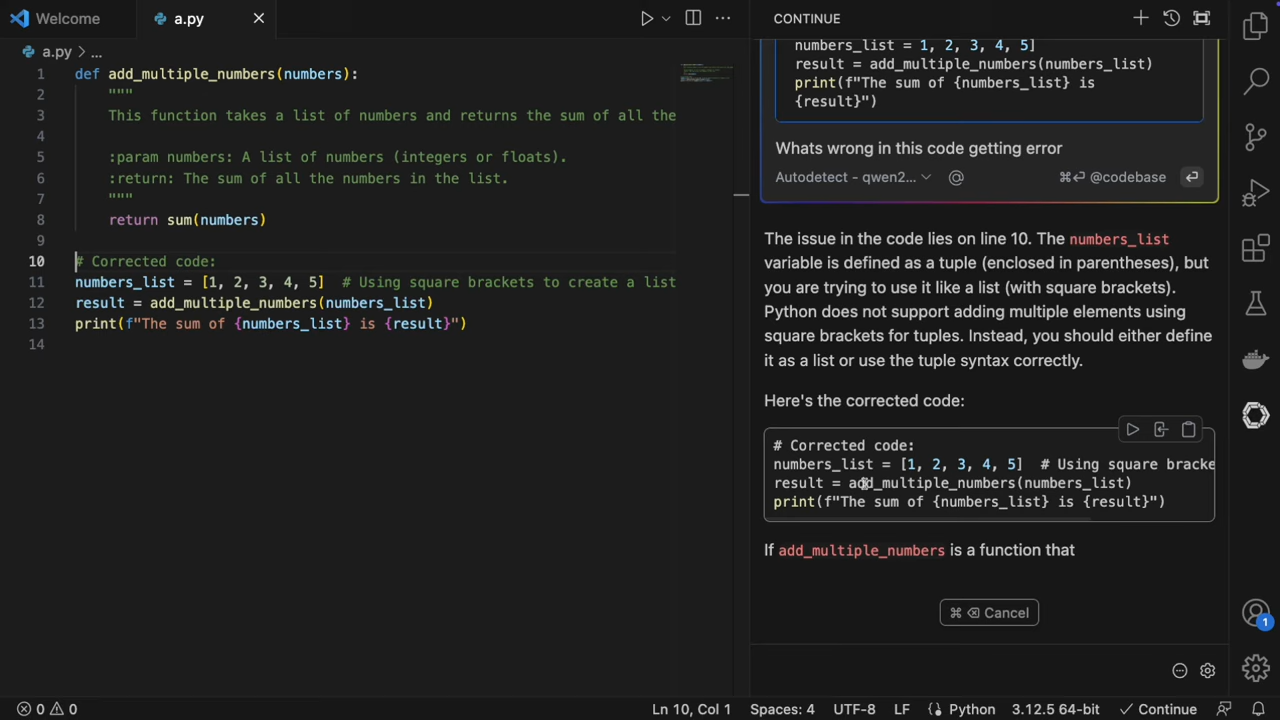 Welcome
a.py
a.py > ...
1 def add_multiple_numbers(numbers):
2 """
3 This function takes a list of numbers and returns the sum of all the
4
5 :param numbers: A list of numbers (integers or floats).
6 :return: The sum of all the numbers in the list.
7 """
8 return sum(numbers)
9
10 # Corrected code:
11 numbers_list = [1, 2, 3, 4, 5] # Using square brackets to create a list
12 result = add_multiple_numbers(numbers_list)
13 print(f"The sum of {numbers_list} is {result}")
14
CONTINUE
numbers_list = 1, 2, 3, 4, 5]
result = add_multiple_numbers(numbers_list)
print(f"The sum of {numbers_list} is
{result}")
Whats wrong in this code getting error
Autodetect - qwen2... @ ⌘⏎ @codebase
The issue in the code lies on line 10. The numbers_list
variable is defined as a tuple (enclosed in parentheses), but
you are trying to use it like a list (with square brackets).
Python does not support adding multiple elements using
square brackets for tuples. Instead, you should either define
it as a list or use the tuple syntax correctly.
Here's the corrected code:
# Corrected code:
numbers_list = [1, 2, 3, 4, 5] # Using square bracke
result = add_multiple_numbers(numbers_list)
print(f"The sum of {numbers_list} is {result}")
If add_multiple_numbers is a function that
⌘ ⌫ Cancel
1
0 0
Ln 10, Col 1 Spaces: 4 UTF-8 LF Python 3.12.5 64-bit Continue